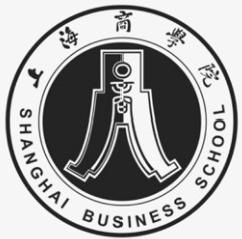 上海商學院
SHANGHAI BUSINESS SCHOOL